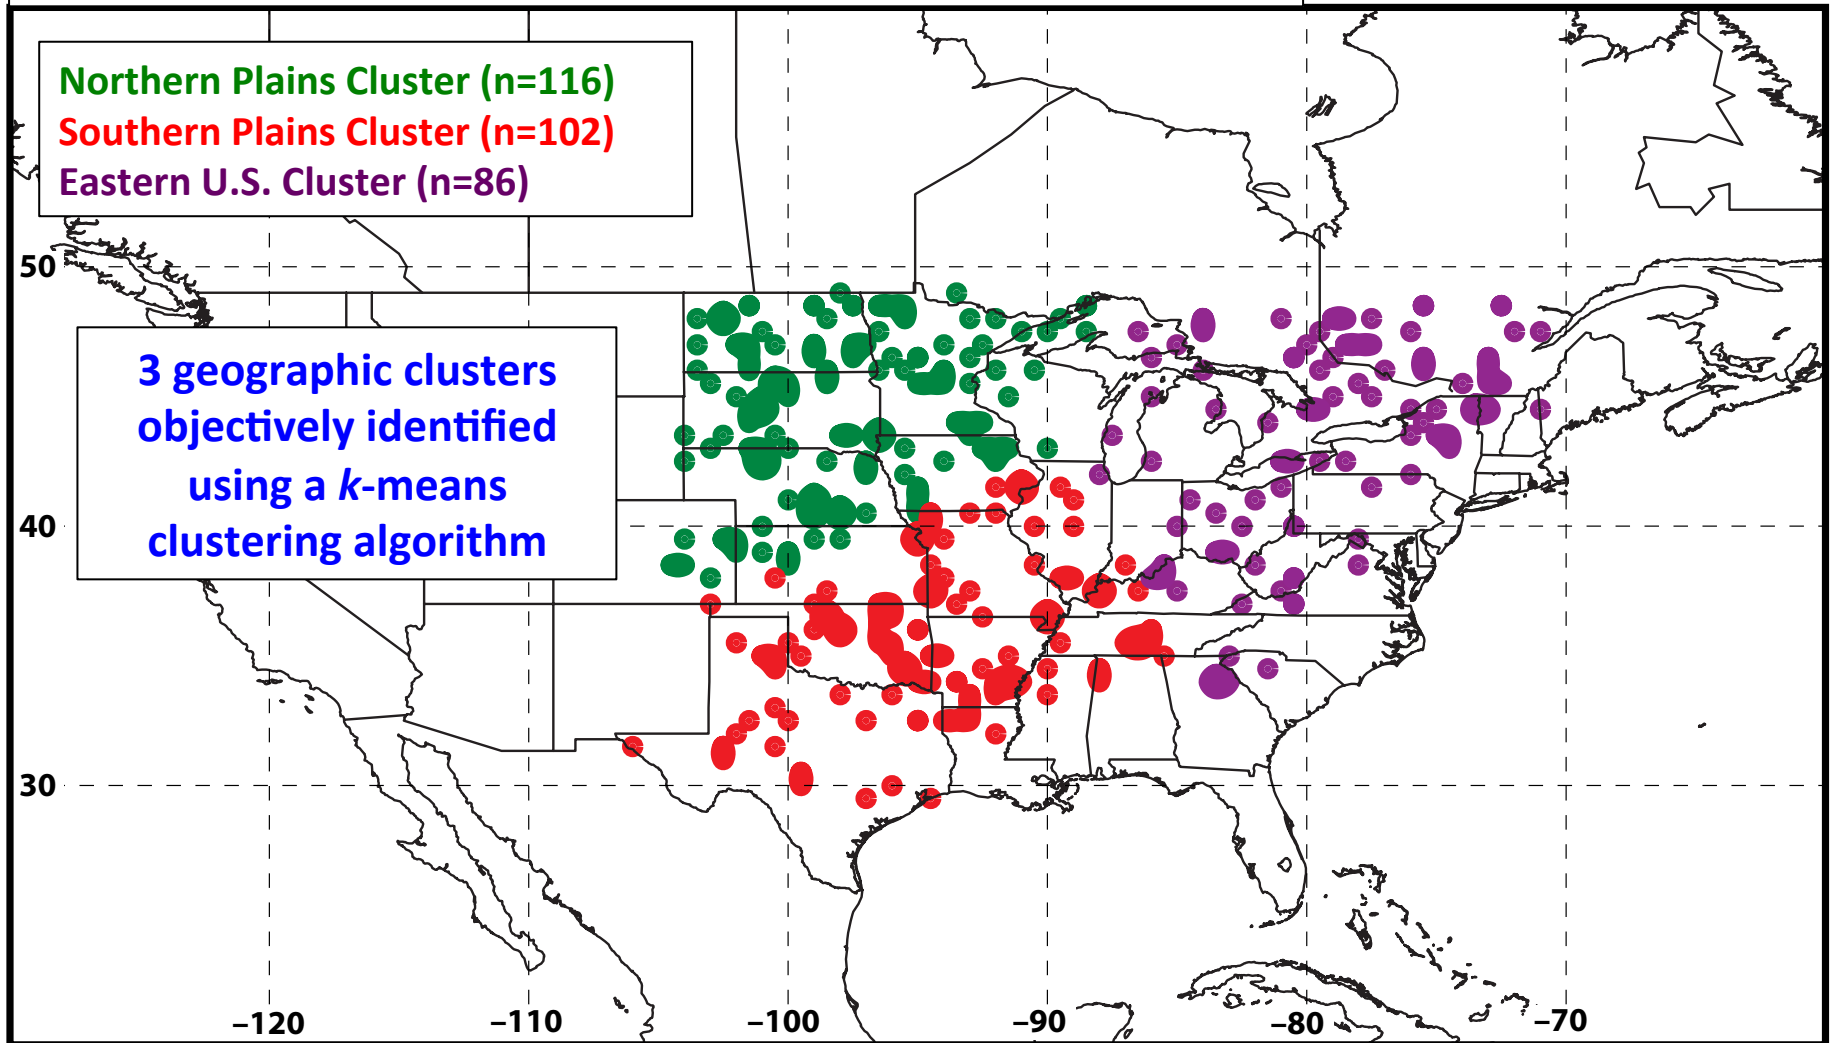 Northern Plains Cluster (n=116)
Southern Plains Cluster (n=102)
Eastern U.S. Cluster (n=86)
50
3 geographic clusters
objectively identified
using a k-means
clustering algorithm
40
30
−120
−110
−100
−90
−80
−70